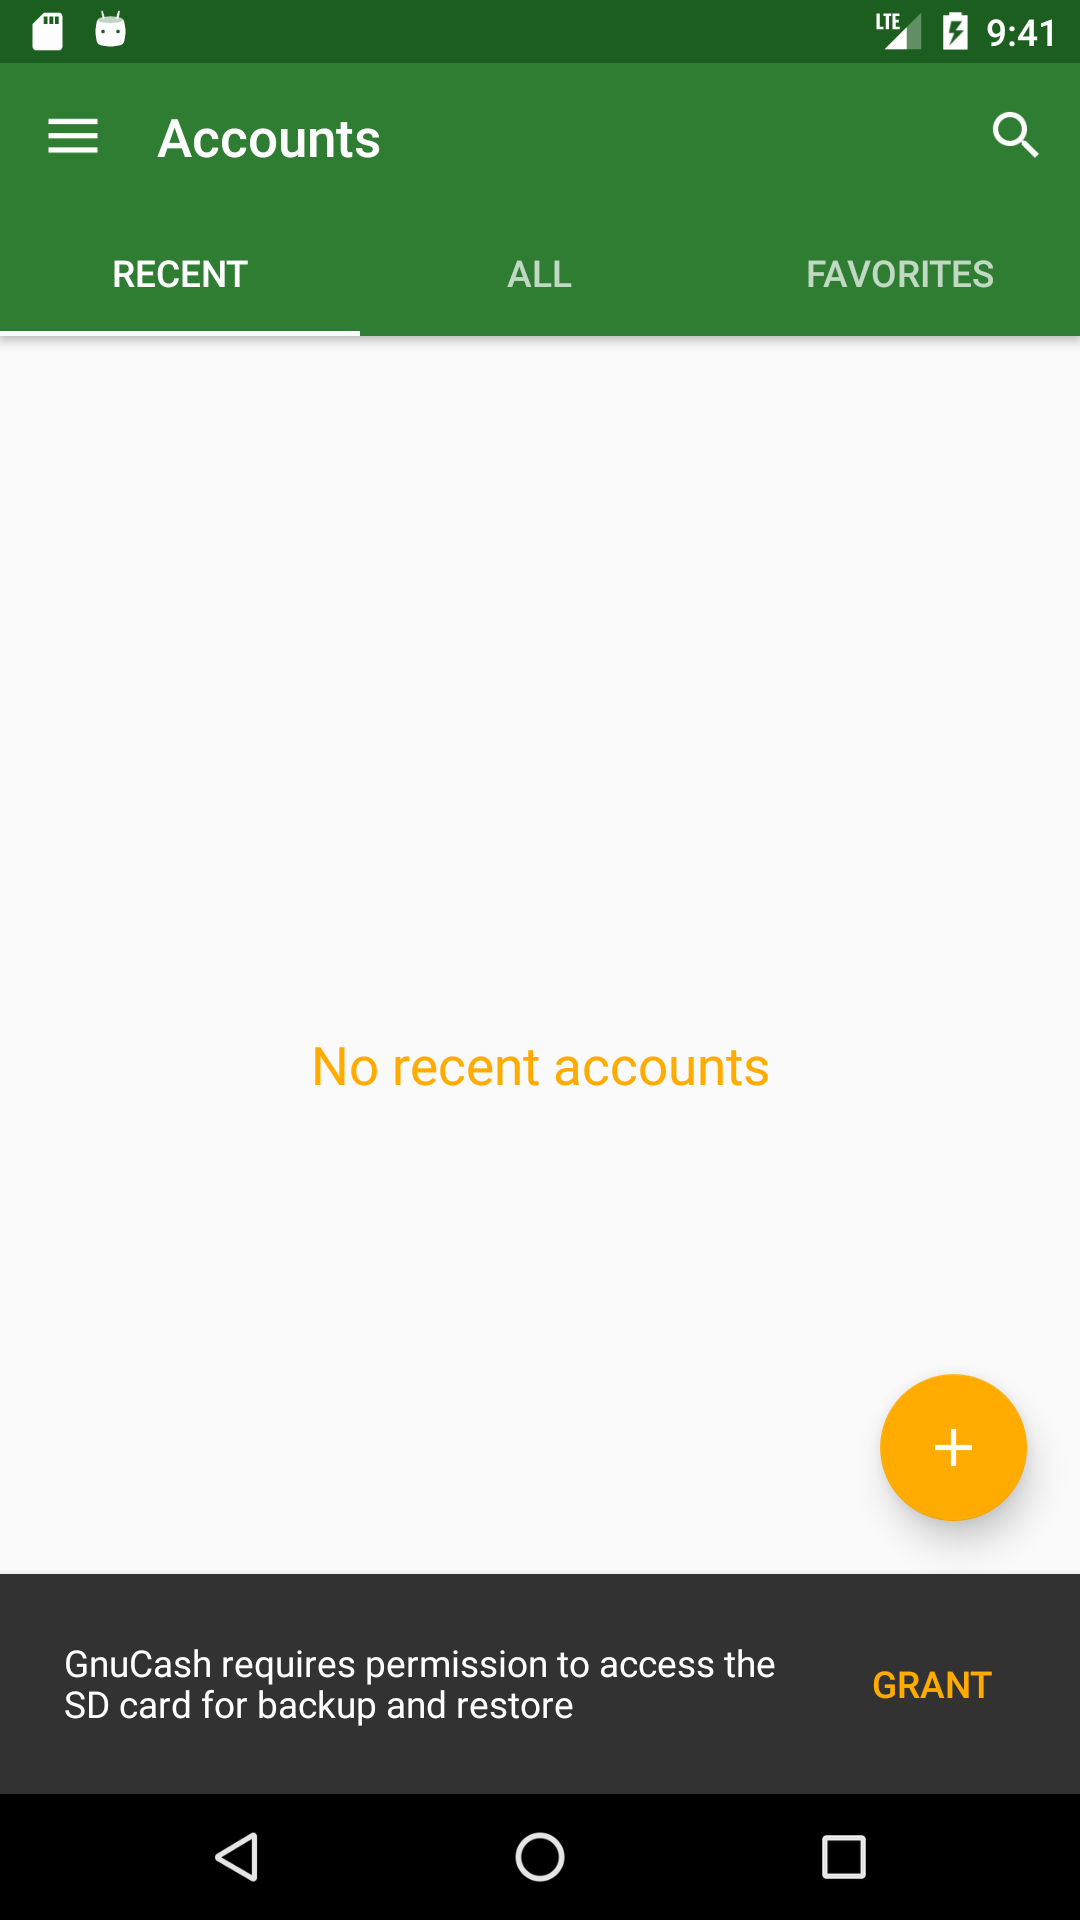 LTE 9:41
Accounts
RECENT ALL FAVORITES
No recent accounts
GnuCash requires permission to access the
SD card for backup and restore
GRANT